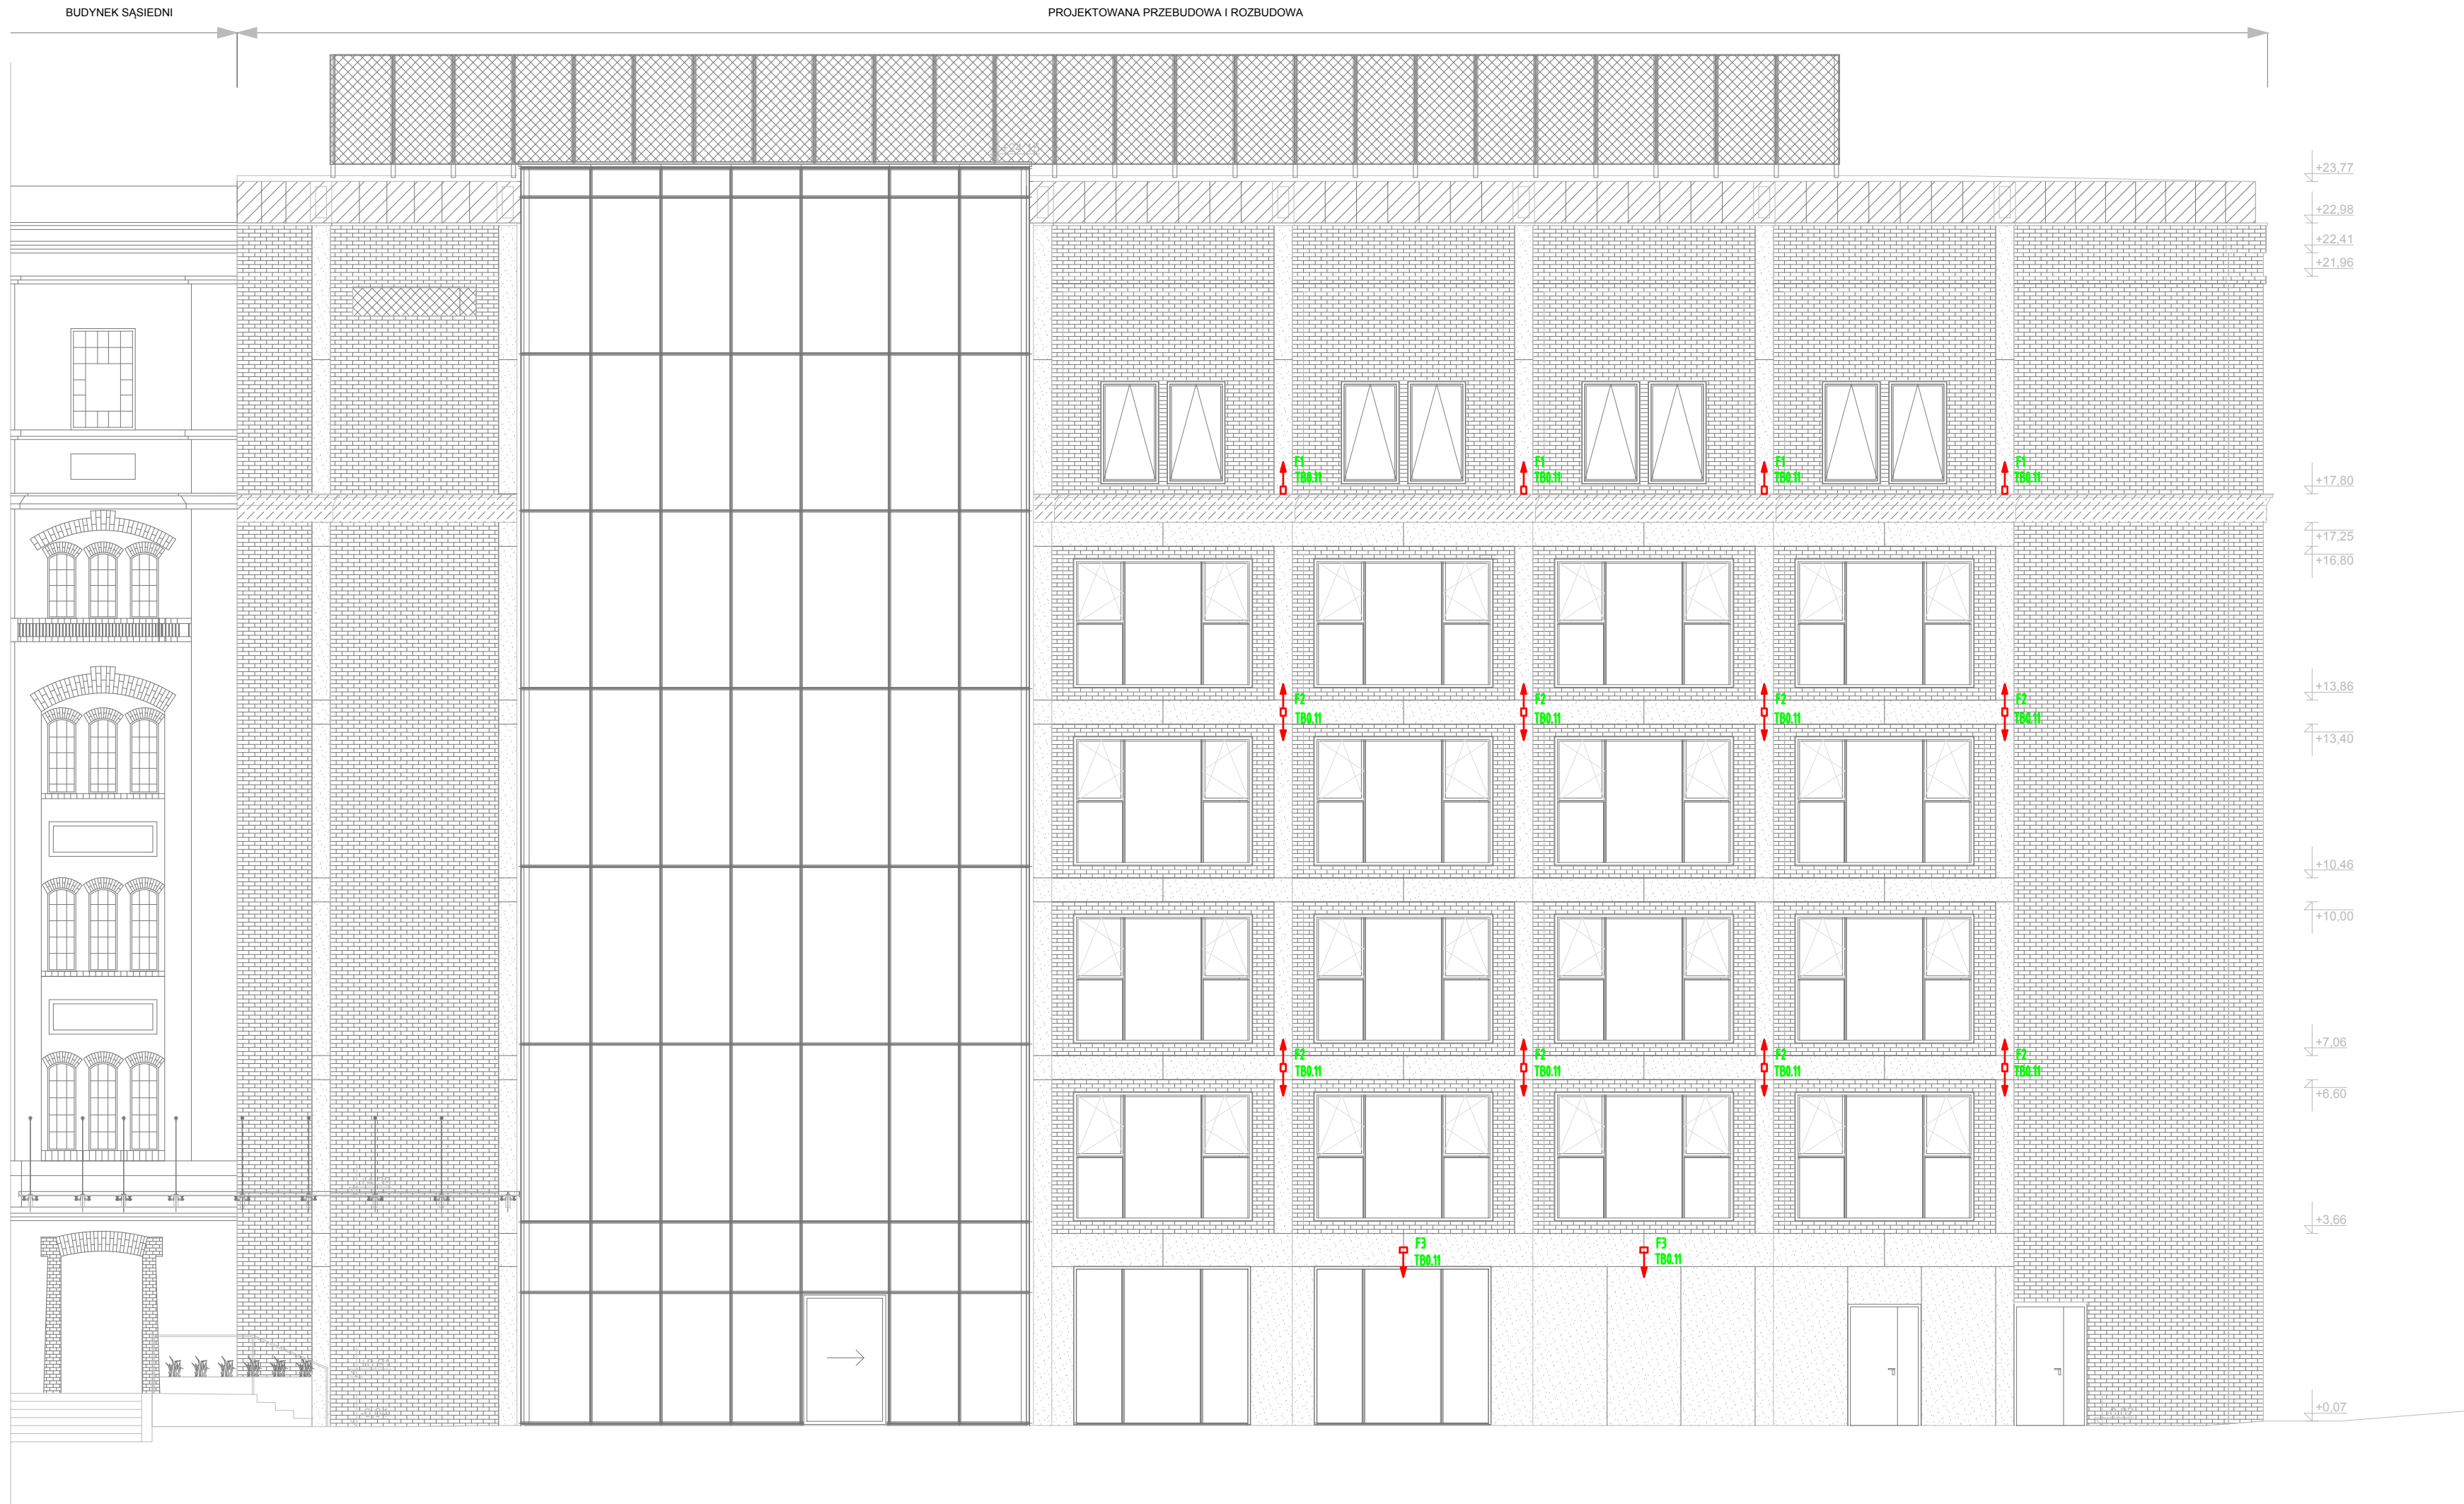 BUDYNEK SĄSIEDNI
PROJEKTOWANA PRZEBUDOWA I ROZBUDOWA
+23,77
+22,98
+22,41
+21,96
F1 F1 F1 F1
TB0.11 TB0.11 TB0.11 TB0.11
+17,80
+17,25
+16,80
+13,86
F2 F2 F2 F2
TB0.11 TB0.11 TB0.11 TB0.11
+13,40
+10,46
+10,00
+7,06
F2 F2 F2 F2
TB0.11 TB0.11 TB0.11 TB0.11
+6,60
+3,66
F3 F3
TB0.11 TB0.11
+0,07